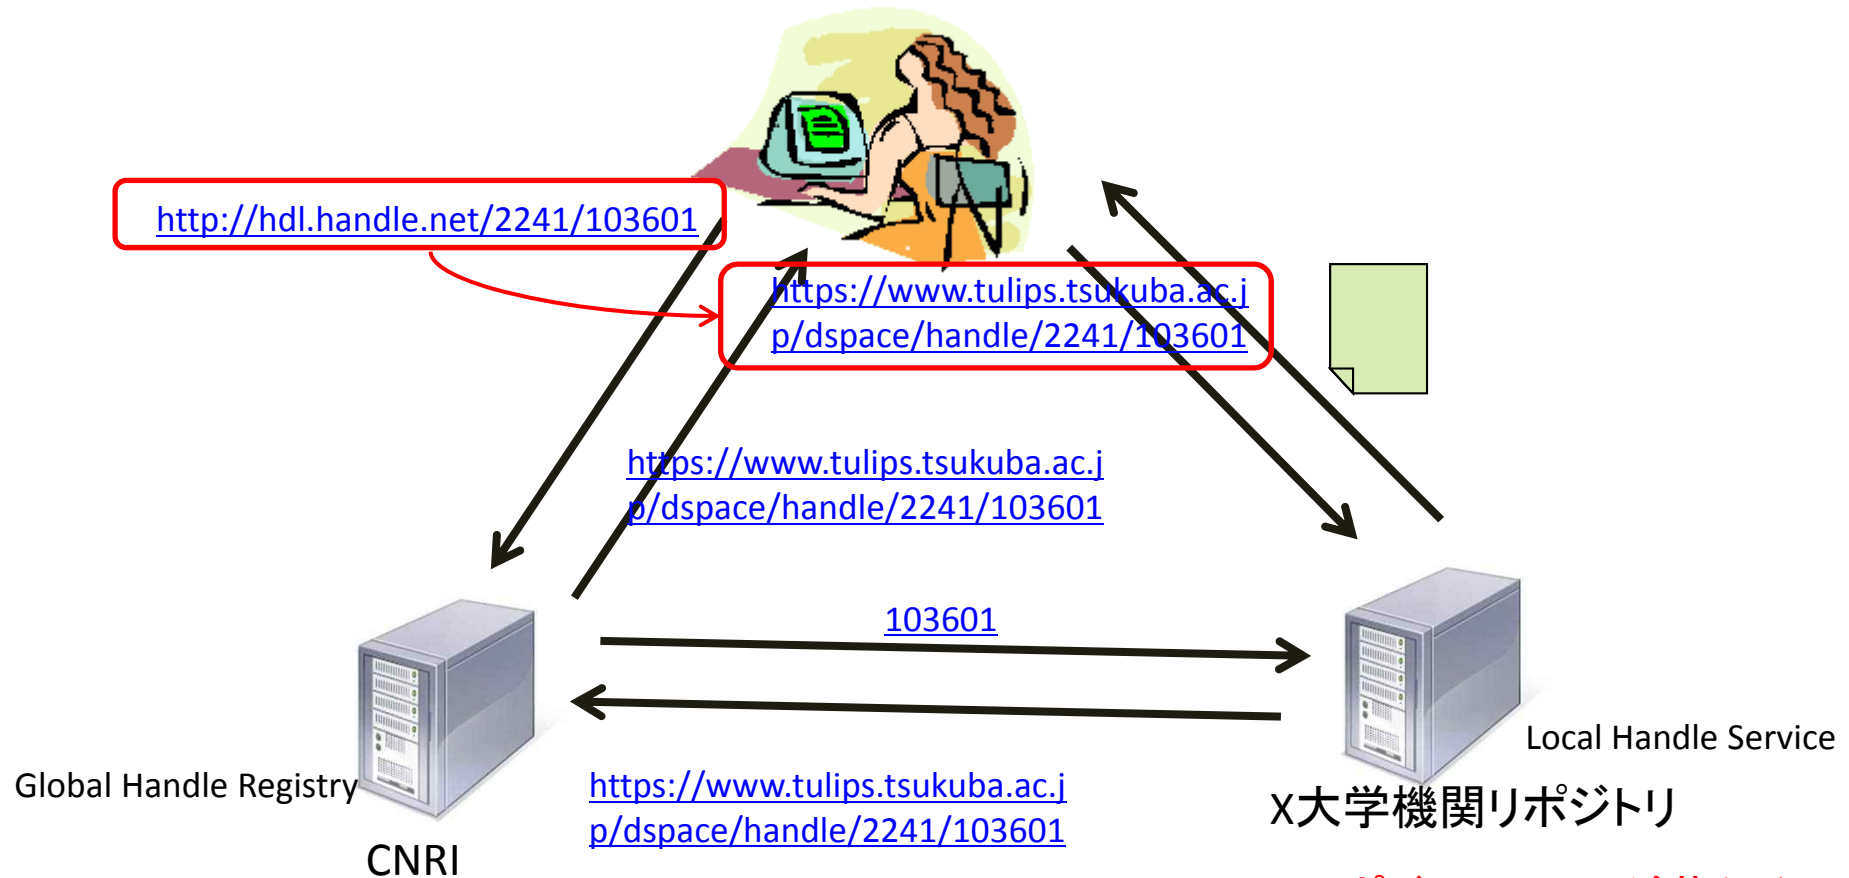 http://hdl.handle.net/2241/103601
https://www.tulips.tsukuba.ac.j
p/dspace/handle/2241/103601
https://www.tulips.tsukuba.ac.j
p/dspace/handle/2241/103601
103601
Local Handle Service
Global Handle Registry
https://www.tulips.tsukuba.ac.j
p/dspace/handle/2241/103601
X大学機関リポジトリ
CNRI